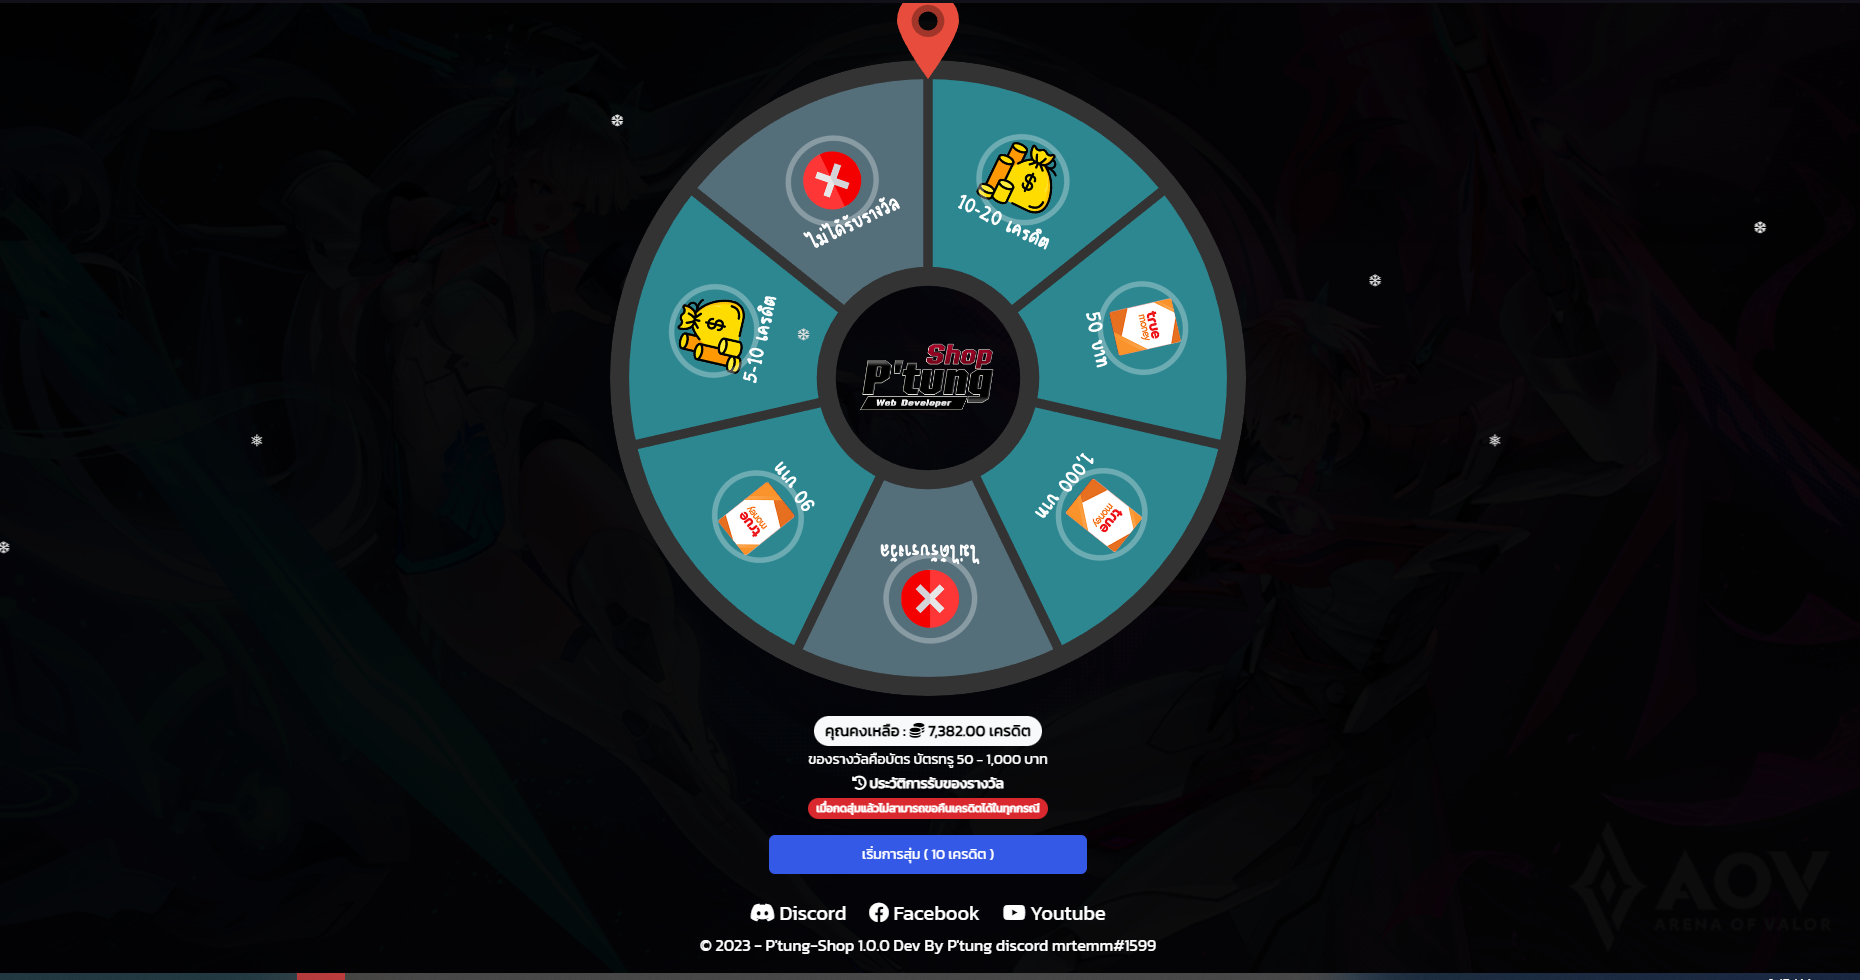 ไม่ได้รับรางวัล
10-20 เครดิต
5-10 เครดิต
50 บาท
true
money
Shop
P'tung
Web Developer
90 บาท
true
money
1,000 บาท
true
money
ไม่ได้รับรางวัล
คุณคงเหลือ : 7,382.00 เครดิต
ของรางวัลคือบัตร บัตรทรู 50 - 1,000 บาท
ประวัติการรับของรางวัล
เมื่อกดสุ่มแล้วไม่สามารถขอคืนเครดิตได้ในทุกกรณี
เริ่มการสุ่ม ( 10 เครดิต )
AOV
ARENA OF VALOR
Discord Facebook Youtube
© 2023 - P'tung-Shop 1.0.0 Dev By P'tung discord mrtemm#1599